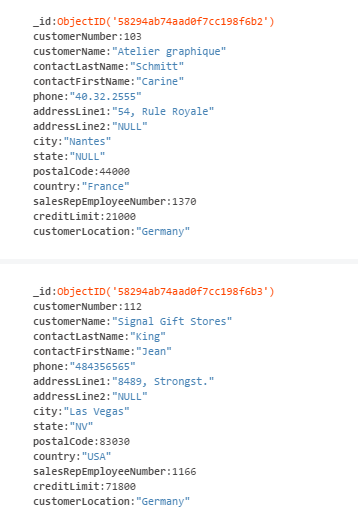 _id:ObjectID('58294ab74aad0f7cc198f6b2')
customerNumber:103
customerName:"Atelier graphique"
contactLastName:"Schmitt"
contactFirstName:"Carine"
phone:"40.32.2555"
addressLine1:"54, Rule Royale"
addressLine2:"NULL"
city:"Nantes"
state:"NULL"
postalCode:44000
country:"France"
salesRepEmployeeNumber:1370
creditLimit:21000
customerLocation:"Germany"
_id:ObjectID('58294ab74aad0f7cc198f6b3')
customerNumber:112
customerName:"Signal Gift Stores"
contactLastName:"King"
contactFirstName:"Jean"
phone:"484356565"
addressLine1:"8489, Strongst."
addressLine2:"NULL"
city:"Las Vegas"
state:"NV"
postalCode:83030
country:"USA"
salesRepEmployeeNumber:1166
creditLimit:71800
customerLocation:"Germany"